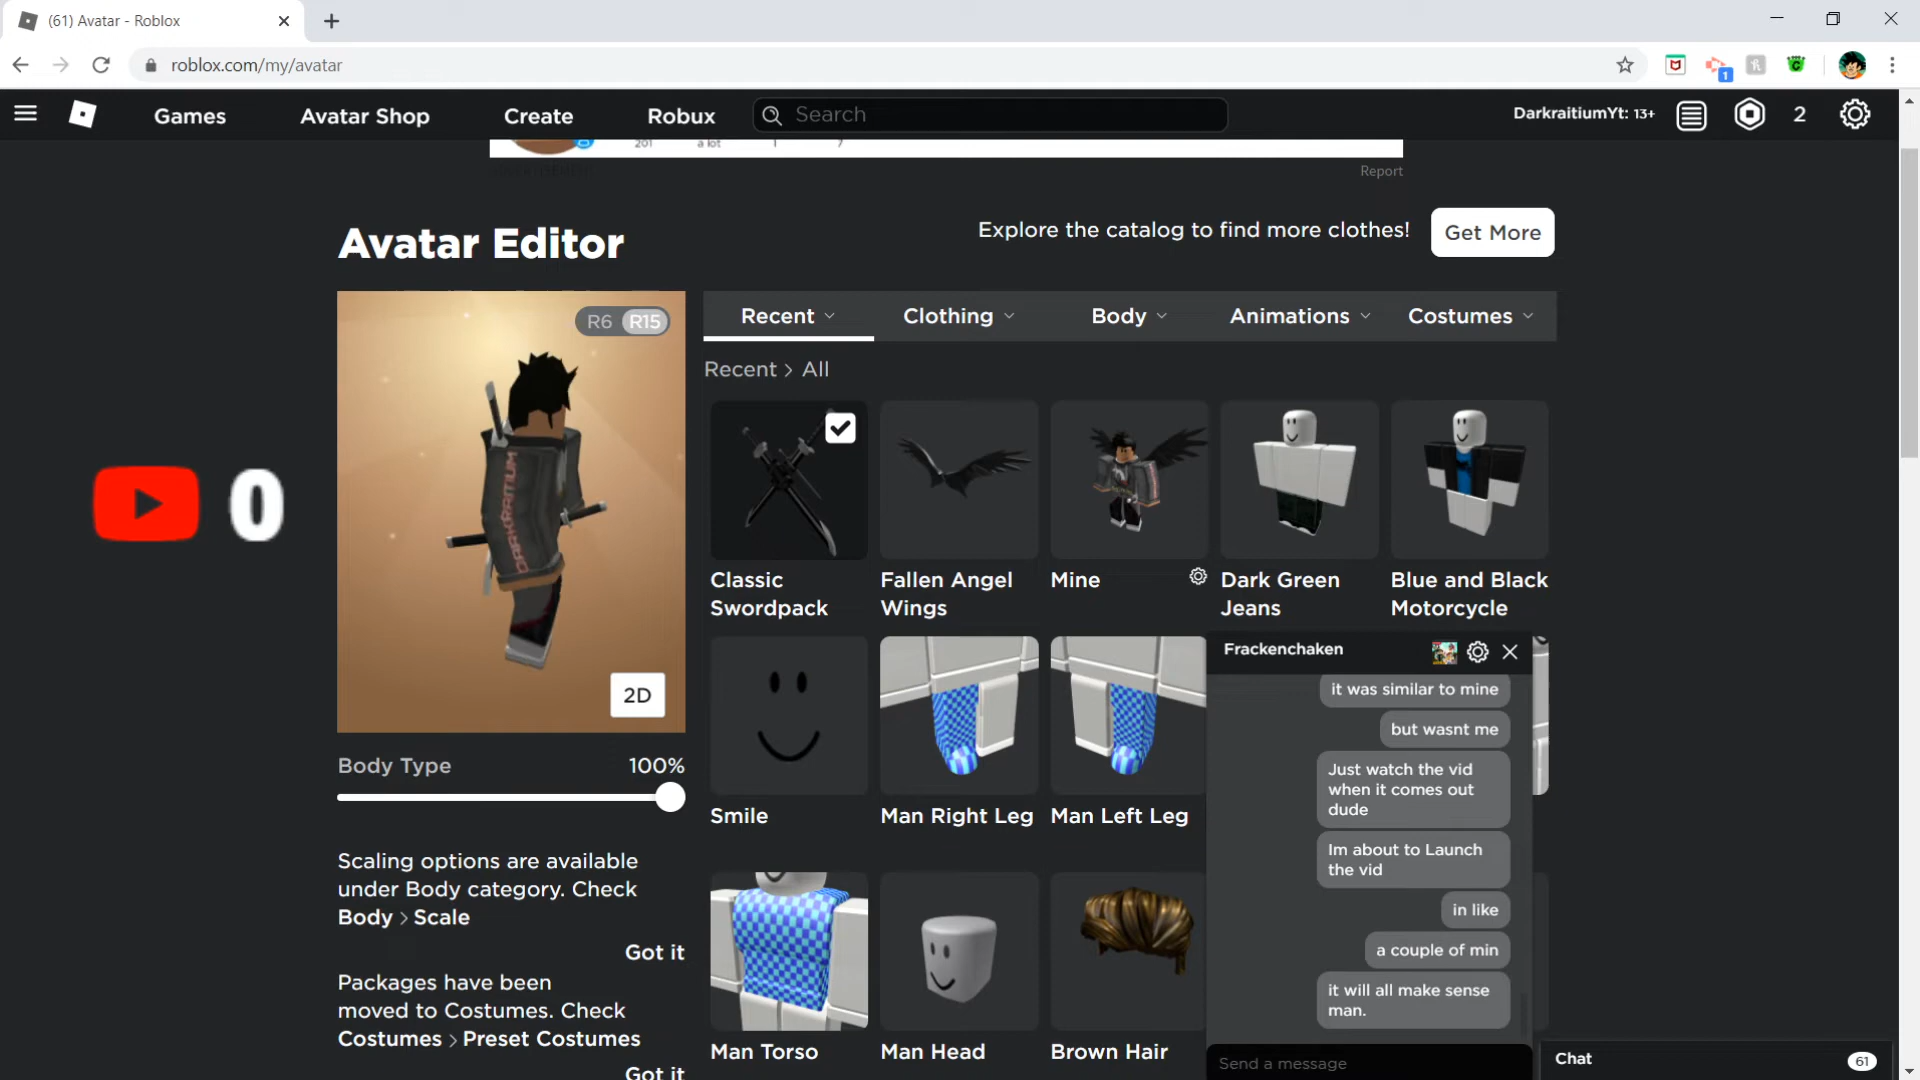 (61) Avatar - Roblox
roblox.com/my/avatar
1
Games
Avatar Shop
Create
Robux
Search
DarkraitiumYt: 13+
2
201 a lot 1 7
Report
Avatar Editor
Explore the catalog to find more clothes!
Get More
R6 R15
DARKRAITIUM
2D
0
Recent
Clothing
Body
Animations
Costumes
Recent > All
Classic
Swordpack
Fallen Angel
Wings
Mine
Dark Green
Jeans
Blue and Black
Motorcycle
Smile
Man Right Leg
Man Left Leg
Man Torso
Man Head
Brown Hair
Body Type 100%
Scaling options are available
under Body category. Check
Body > Scale
Got it
Packages have been
moved to Costumes. Check
Costumes > Preset Costumes
Got it
Frackenchaken
it was similar to mine
but wasnt me
Just watch the vid
when it comes out
dude
Im about to Launch
the vid
in like
a couple of min
it will all make sense
man.
Send a message
Chat
61